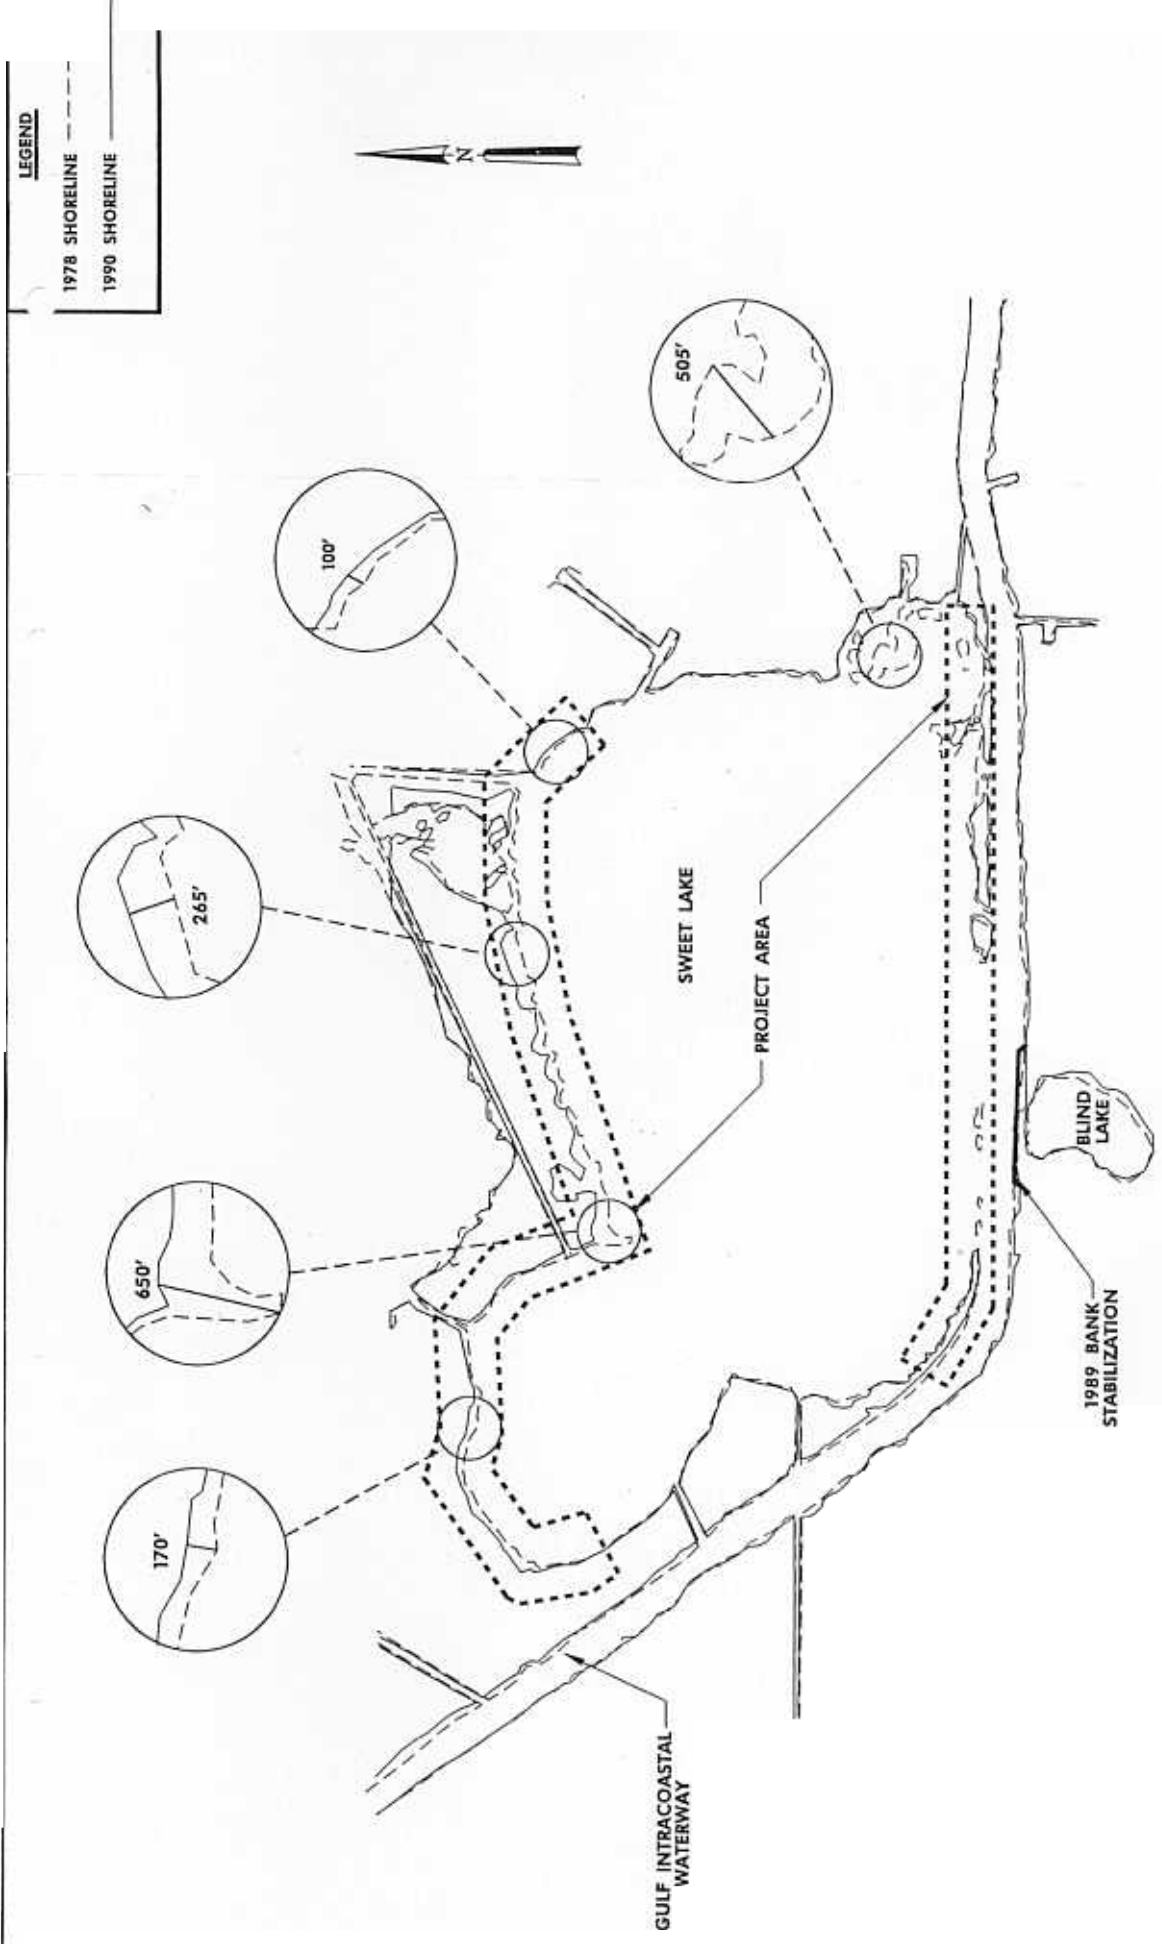 LEGEND
1978 SHORELINE
1990 SHORELINE
N
170'
650'
265'
100'
505'
SWEET LAKE
PROJECT AREA
GULF INTRACOASTAL
WATERWAY
1989 BANK
STABILIZATION
BLIND
LAKE